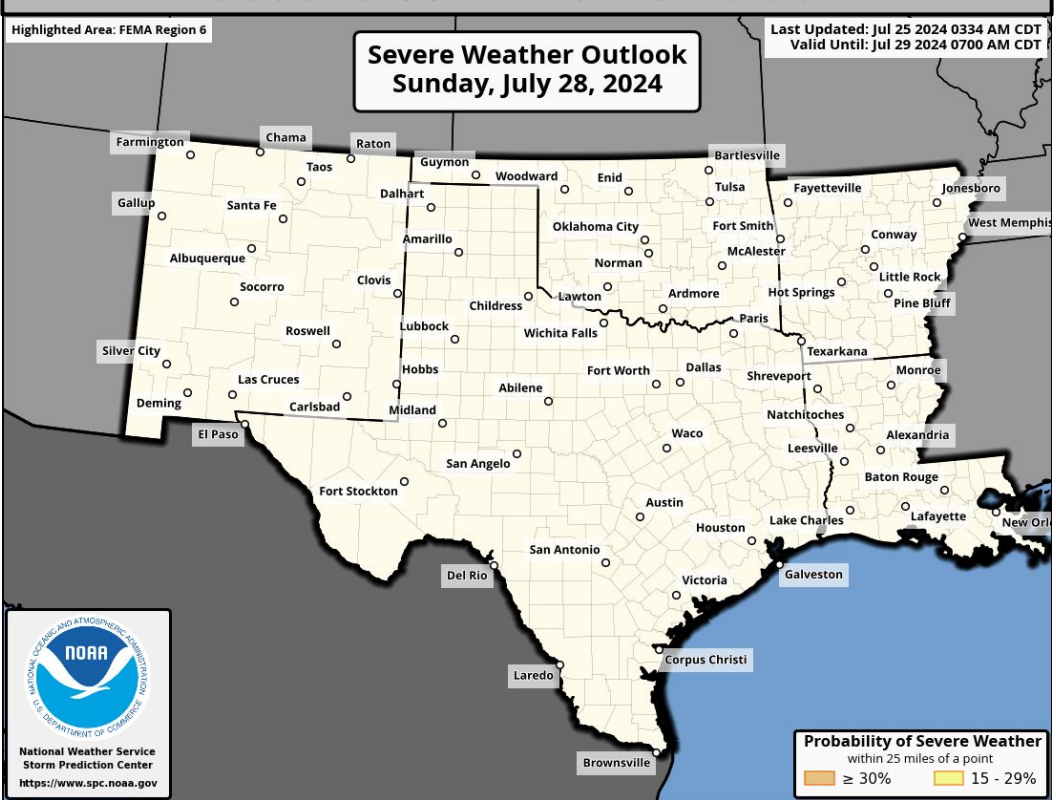 Highlighted Area: FEMA Region 6
Severe Weather Outlook
Sunday, July 28, 2024
Last Updated: Jul 25 2024 0334 AM CDT
Valid Until: Jul 29 2024 0700 AM CDT
Farmington
Chama
Raton
Guymon
Bartlesville
Taos
Woodward
Enid
Tulsa
Fayetteville
Jonesboro
Gallup
Santa Fe
Dalhart
Oklahoma City
Fort Smith
West Memphis
Albuquerque
Amarillo
Norman
McAlester
Conway
Socorro
Clovis
Childress
Lawton
Ardmore
Hot Springs
Little Rock
Pine Bluff
Roswell
Lubbock
Wichita Falls
Paris
Silver City
Texarkana
Las Cruces
Hobbs
Abilene
Fort Worth
Dallas
Shreveport
Monroe
Deming
Carlsbad
Midland
Natchitoches
El Paso
Waco
Alexandria
San Angelo
Leesville
Fort Stockton
Baton Rouge
Austin
Houston
Lake Charles
Lafayette
New Orl
San Antonio
Del Rio
Victoria
Galveston
Laredo
Corpus Christi
Brownsville
NATIONAL OCEANIC AND ATMOSPHERIC ADMINISTRATION
NOAA
U.S. DEPARTMENT OF COMMERCE
National Weather Service
Storm Prediction Center
https://www.spc.noaa.gov
Probability of Severe Weather
within 25 miles of a point
≥ 30%
15 - 29%